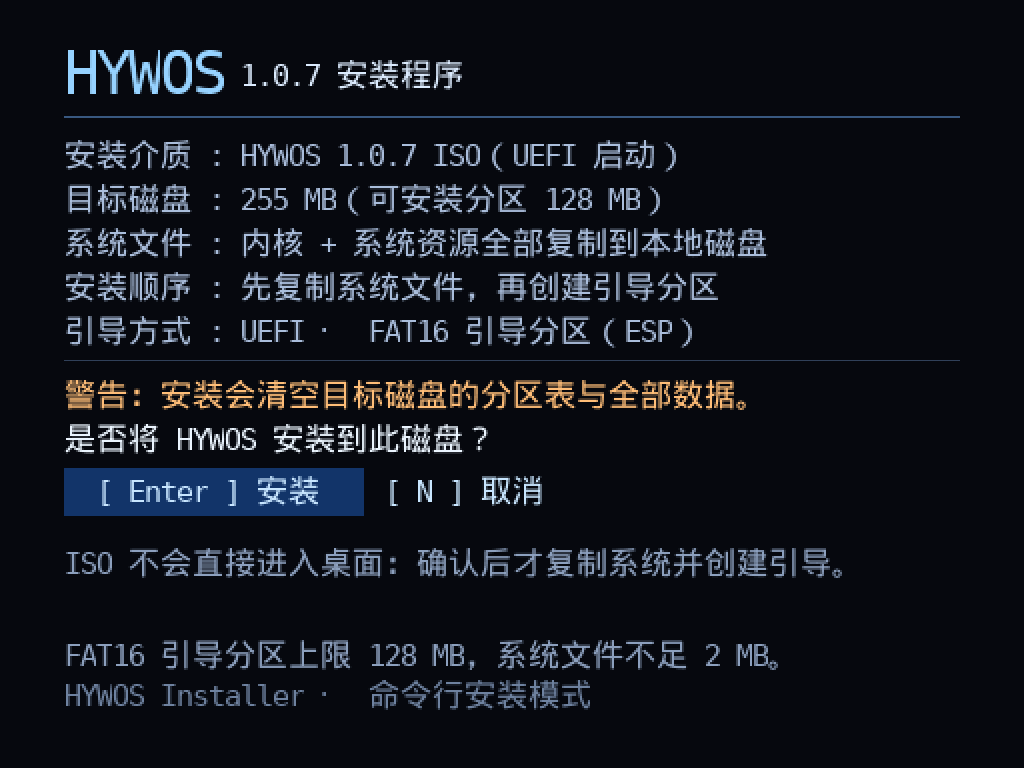 HYWOS 1.0.7 安装程序
安装介质 : HYWOS 1.0.7 ISO（UEFI 启动）
目标磁盘 : 255 MB（可安装分区 128 MB）
系统文件 : 内核 + 系统资源全部复制到本地磁盘
安装顺序 : 先复制系统文件，再创建引导分区
引导方式 : UEFI · FAT16 引导分区（ESP）
警告：安装会清空目标磁盘的分区表与全部数据。
是否将 HYWOS 安装到此磁盘？
[ Enter ] 安装 [ N ] 取消
ISO 不会直接进入桌面：确认后才复制系统并创建引导。
FAT16 引导分区上限 128 MB，系统文件不足 2 MB。
HYWOS Installer · 命令行安装模式